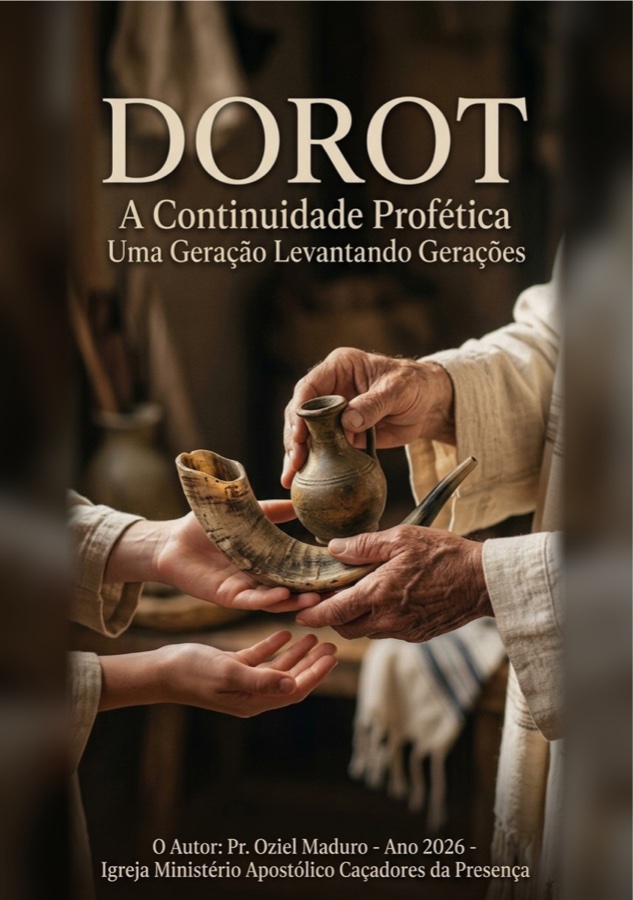 DOROT
A Continuidade Profética
Uma Geração Levantando Gerações
O Autor: Pr. Oziel Maduro - Ano 2026 -
Igreja Ministério Apostólico Caçadores da Presença